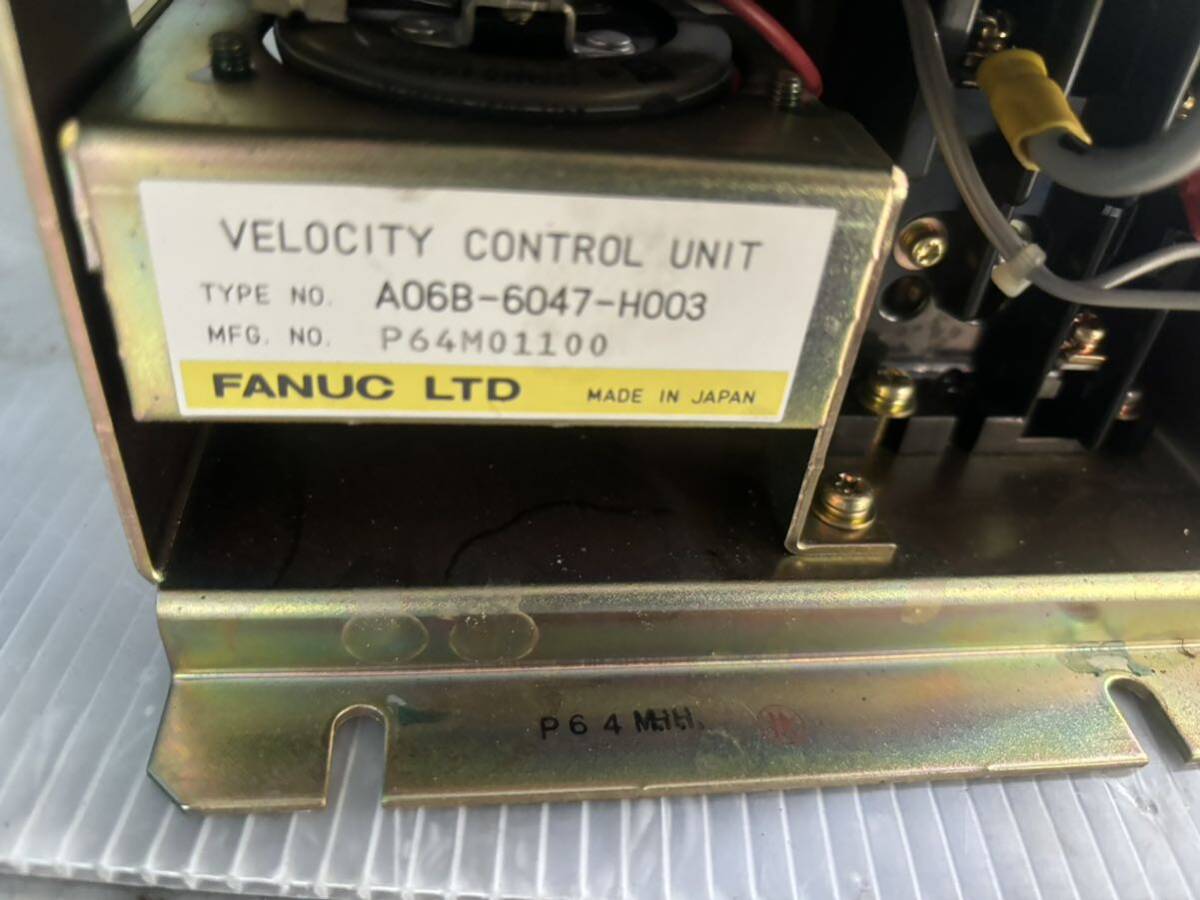 VELOCITY CONTROL UNIT
TYPE NO. A06B-6047-H003
MFG. NO. P64M01100
FANUC LTD MADE IN JAPAN
P64